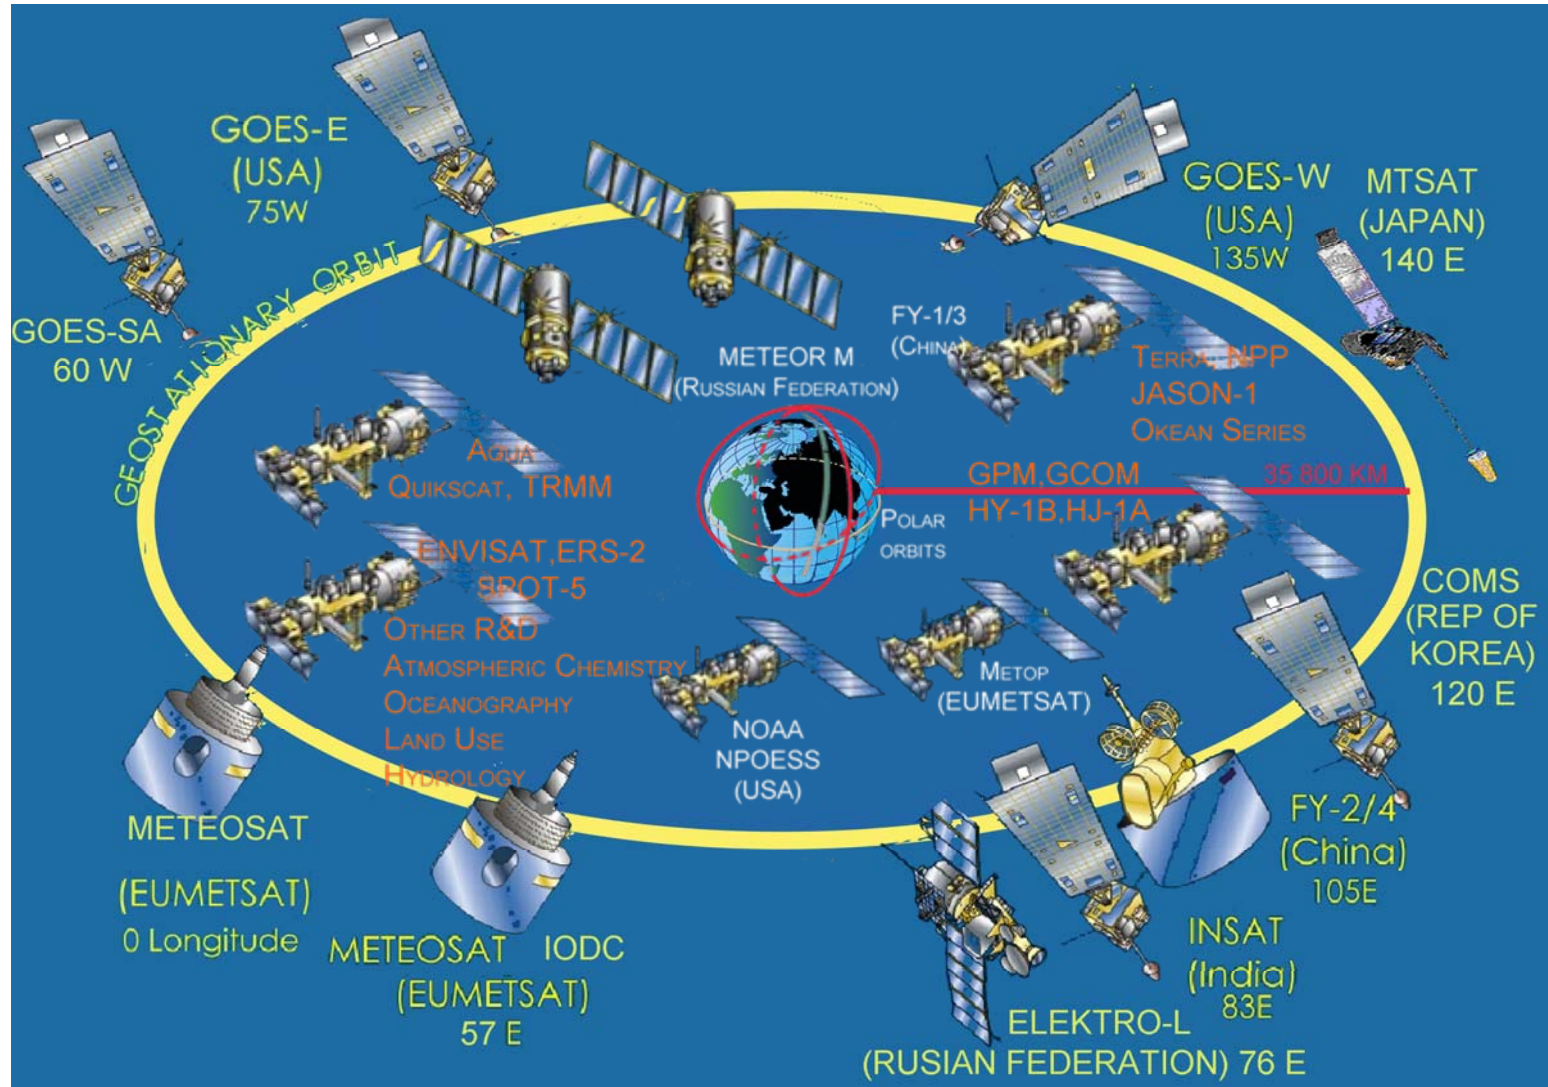 GOES-E
(USA)
75W
GOES-SA
60 W
GEOSTATIONARY ORBIT
GOES-W
(USA)
135W
MTSAT
(JAPAN)
140 E
METEOR M
(RUSSIAN FEDERATION)
FY-1/3
(CHINA)
TERRA, NPP
JASON-1
OKEAN SERIES
AQUA
QUIKSCAT, TRMM
GPM,GCOM
HY-1B,HJ-1A
35 800 KM
POLAR
ORBITS
ENVISAT,ERS-2
SPOT-5
OTHER R&D
ATMOSPHERIC CHEMISTRY
OCEANOGRAPHY
LAND USE
HYDROLOGY
COMS
(REP OF
KOREA)
120 E
METOP
(EUMETSAT)
NOAA
NPOESS
(USA)
METEOSAT
(EUMETSAT)
0 Longitude
METEOSAT IODC
(EUMETSAT)
57 E
FY-2/4
(China)
105E
INSAT
(India)
83E
ELEKTRO-L
(RUSIAN FEDERATION) 76 E